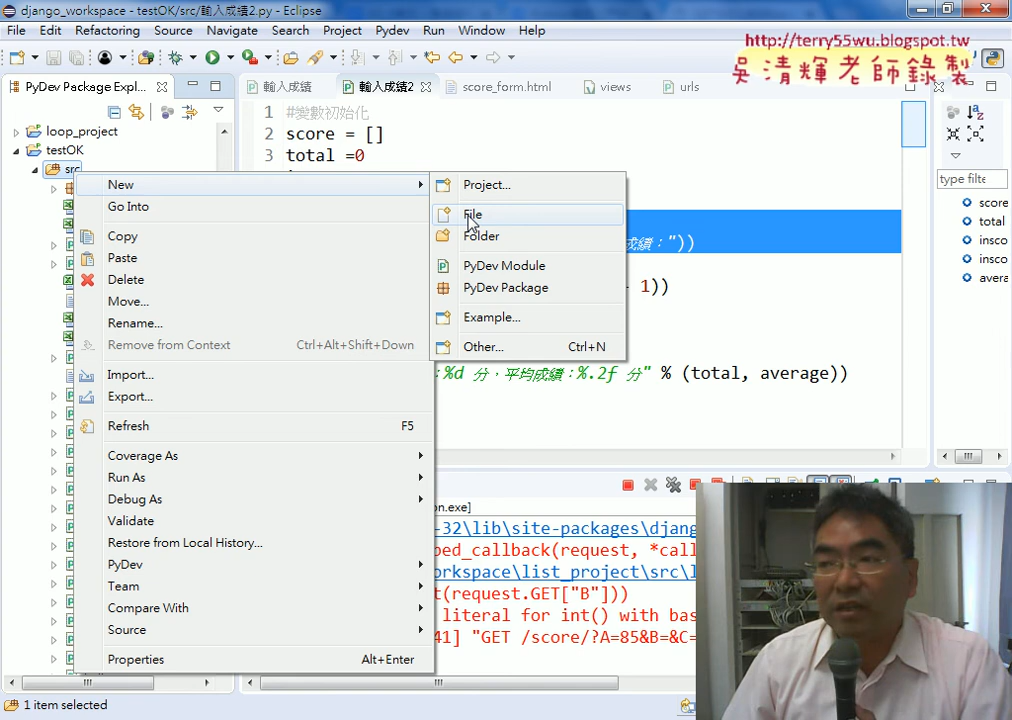 django_workspace - testOK/src/輸入成績2.py - Eclipse
File Edit Refactoring Source Navigate Search Project Pydev Run Window Help
http://terry55wu.blogspot.tw
吳清輝老師錄製
PyDev Package Expl...
輸入成績 輸入成績2 score_form.html views urls
loop_project
testOK
src
1 #變數初始化
2 score = []
3 total =0
成績："))
1))
：%d 分，平均成績：%.2f 分" % (total, average))
type filte
score
total
insco
insco
avera
New
Go Into
Copy
Paste
Delete
Move...
Rename...
Remove from Context Ctrl+Alt+Shift+Down
Import...
Export...
Refresh F5
Coverage As
Run As
Debug As
Validate
Restore from Local History...
PyDev
Team
Compare With
Source
Properties Alt+Enter
Project...
File
Folder
PyDev Module
PyDev Package
Example...
Other... Ctrl+N
on.exe]
-32\lib\site-packages\djang
ped_callback(request, *call
orkspace\list_project\src\l
t(request.GET["B"]))
literal for int() with bas
41] "GET /score/?A=85&B=&C=
1 item selected